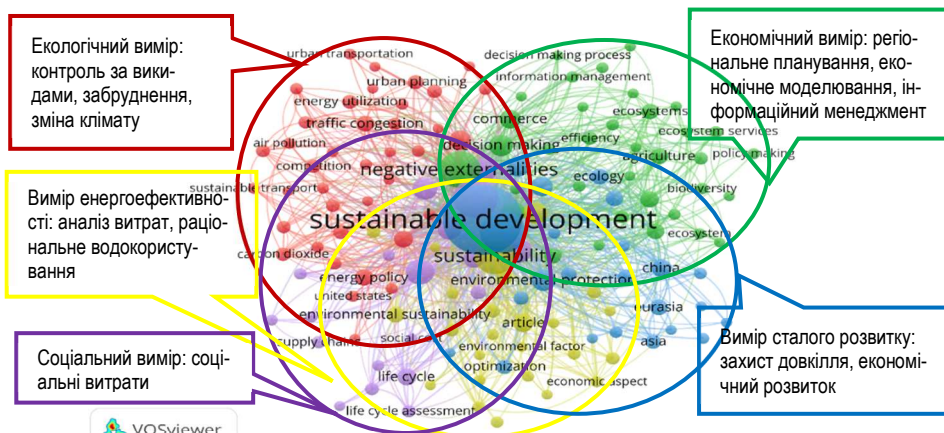 Екологічний вимір:
контроль за вики-
дами, забруднення,
зміна клімату
Економічний вимір: регіо-
нальне планування, еко-
номічне моделювання, ін-
формаційний менеджмент
Вимір енергоефективно-
сті: аналіз витрат, раціо-
нальне водокористу-
вання
Соціальний вимір: соці-
альні витрати
Вимір сталого розвитку:
захист довкілля, економі-
чний розвиток
urban transportation
decision making process
urban planning
information management
energy utilization
ecosystems
commerce
traffic congestion
ecosystem services
efficiency
decision making
air pollution
agriculture
policy making
competition
negative externalities
ecology
sustainable transport
biodiversity
sustainable development
ecosystem
carbon dioxide
sustainability
china
energy policy
environmental protection
united states
eurasia
environmental sustainability
article
supply chains
social cost
asia
environmental factor
optimization
life cycle
economic aspect
life cycle assessment
VOSviewer